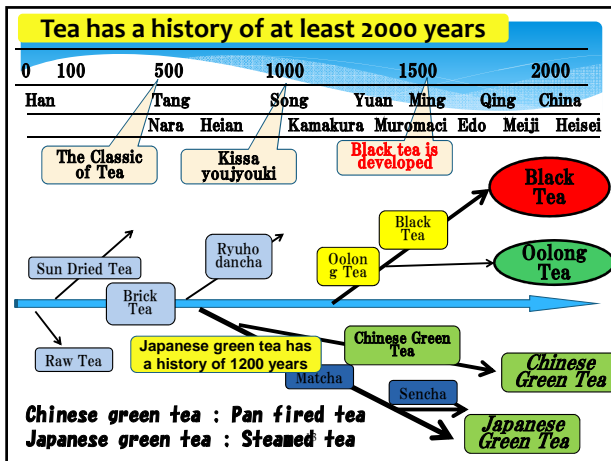 Tea has a history of at least 2000 years
0 100 500 1000 1500 2000
Han Tang Song Yuan Ming Qing China
Nara Heian Kamakura Muromaci Edo Meiji Heisei
The Classic
of Tea
Kissa
youjyouki
Black tea is
developed
Black
Tea
Black
Tea
Ryuho
dancha
Oolon
g Tea
Oolong
Tea
Sun Dried Tea
Brick
Tea
Raw Tea
Japanese green tea has
a history of 1200 years
Chinese Green
Tea
Chinese
Green Tea
Matcha
Sencha
Japanese
Green Tea
Chinese green tea : Pan fired tea
Japanese green tea : Steamed tea